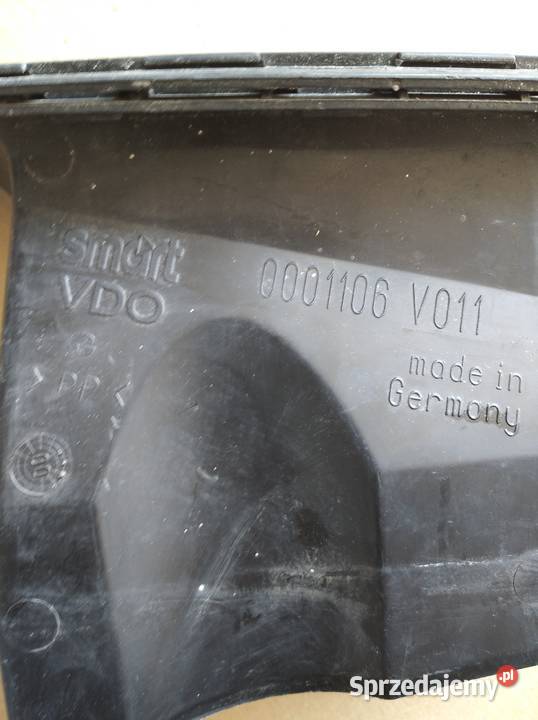 smart
VDO
0001106 V011
made in
Germany
> PP <
Sprzedajemy.pl